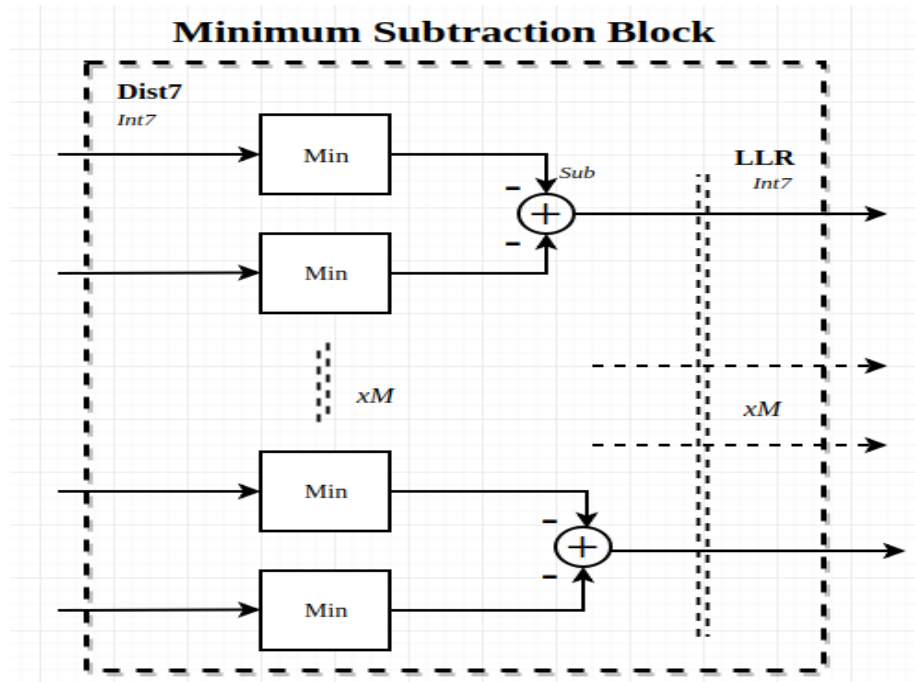 Minimum Subtraction Block
Dist7
Int7
Min
Sub
-
+
-
LLR
Int7
Min
xM
xM
Min
-
+
-
Min